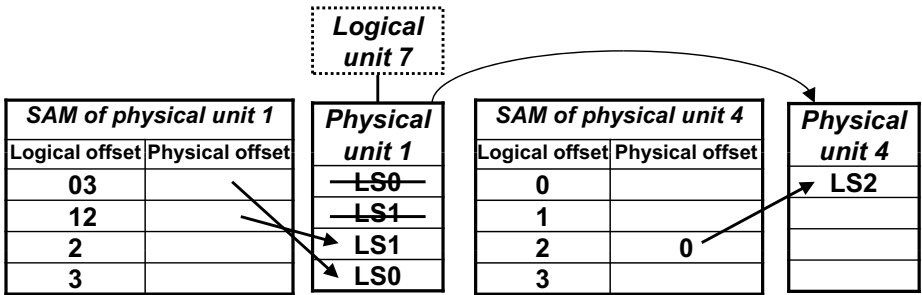 Logical
unit 7
SAM of physical unit 1
Logical offset Physical offset
03
12
2
3
Physical
unit 1
LS0
LS1
LS1
LS0
SAM of physical unit 4
Logical offset Physical offset
0
1
2 0
3
Physical
unit 4
LS2